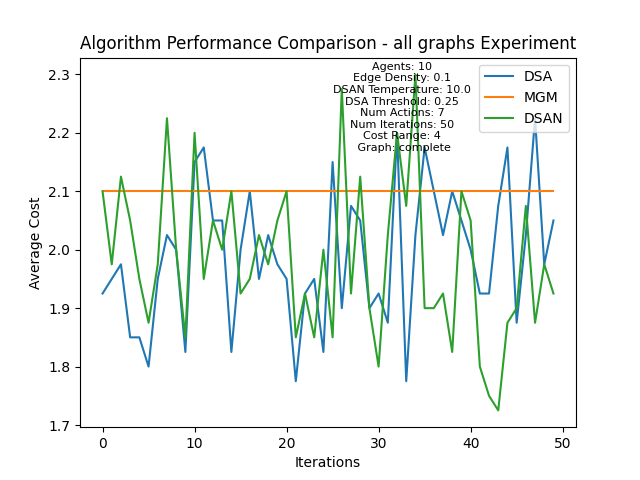 Algorithm Performance Comparison - all graphs Experiment
Agents: 10
Edge Density: 0.1
DSAN Temperature: 10.0
DSA Threshold: 0.25
Num Actions: 7
Num Iterations: 50
Cost Range: 4
Graph: complete
DSA
MGM
DSAN
Average Cost
2.3
2.2
2.1
2.0
1.9
1.8
1.7
0 10 20 30 40 50
Iterations